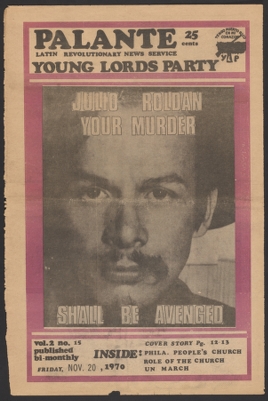 PALANTE
25
cents
LATIN REVOLUTIONARY NEWS SERVICE
YOUNG LORDS PARTY
JULIO ROLDAN
YOUR MURDER
SHALL BE AVENGED
vol.2 no. 15
published
bi-monthly
FRIDAY, NOV. 20, 1970
INSIDE:
COVER STORY Pg. 12-13
PHILA. PEOPLE'S CHURCH
ROLE OF THE CHURCH
UN MARCH